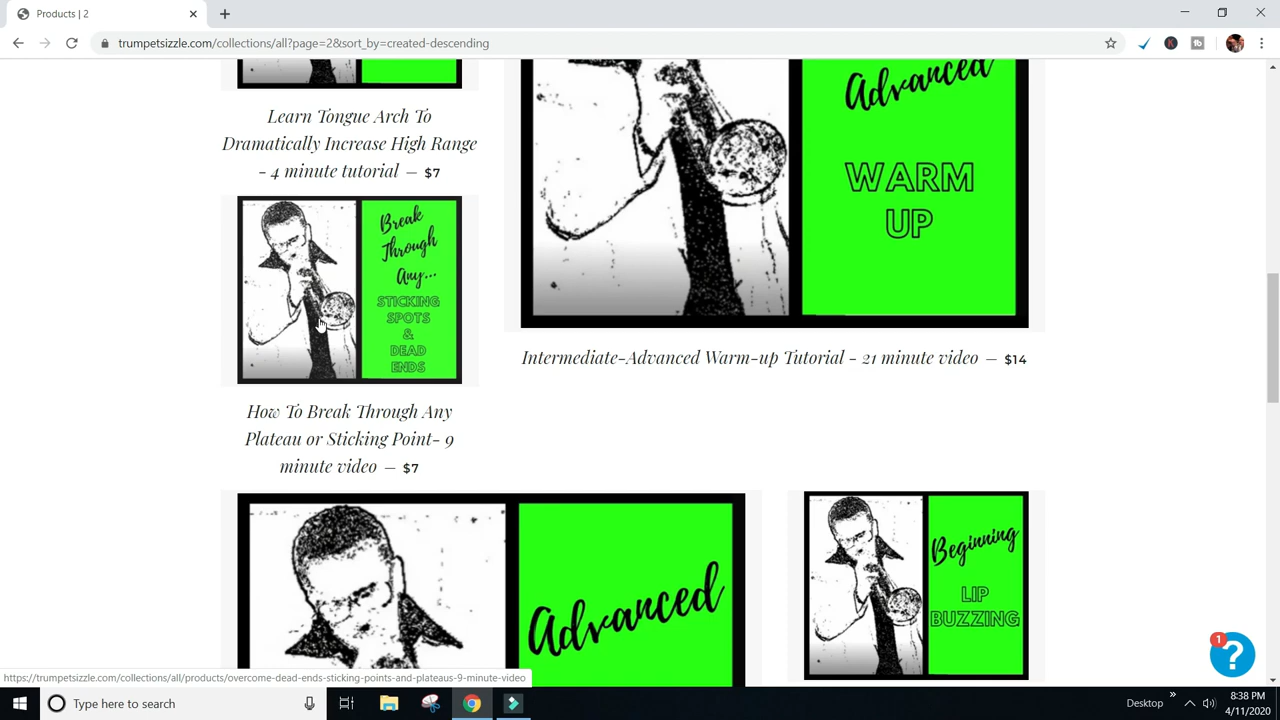 Products | 2
trumpetsizzle.com/collections/all?page=2&sort_by=created-descending
Learn Tongue Arch To
Dramatically Increase High Range
- 4 minute tutorial — $7
Advanced
WARM
UP
Break
Through
Any...
STICKING
SPOTS
&
DEAD
ENDS
Intermediate-Advanced Warm-up Tutorial - 21 minute video — $14
How To Break Through Any
Plateau or Sticking Point- 9
minute video — $7
Advanced
Beginning
LIP
BUZZING
1
?
https://trumpetsizzle.com/collections/all/products/overcome-dead-ends-sticking-points-and-plateaus-9-minute-video
Type here to search
Desktop
8:38 PM
4/11/2020